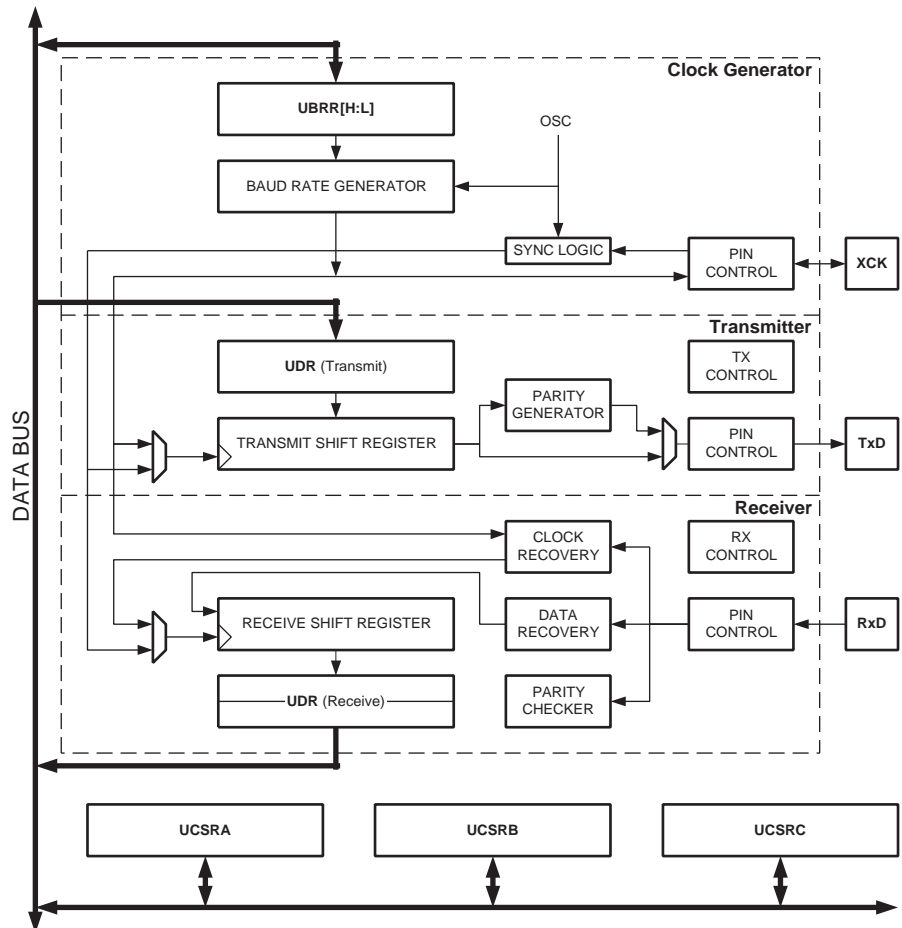 Clock Generator
UBRR[H:L]
OSC
BAUD RATE GENERATOR
SYNC LOGIC
PIN
CONTROL
XCK
Transmitter
UDR (Transmit)
TX
CONTROL
PARITY
GENERATOR
TRANSMIT SHIFT REGISTER
PIN
CONTROL
TxD
DATA BUS
Receiver
CLOCK
RECOVERY
RX
CONTROL
RECEIVE SHIFT REGISTER
DATA
RECOVERY
PIN
CONTROL
RxD
UDR (Receive)
PARITY
CHECKER
UCSRA
UCSRB
UCSRC